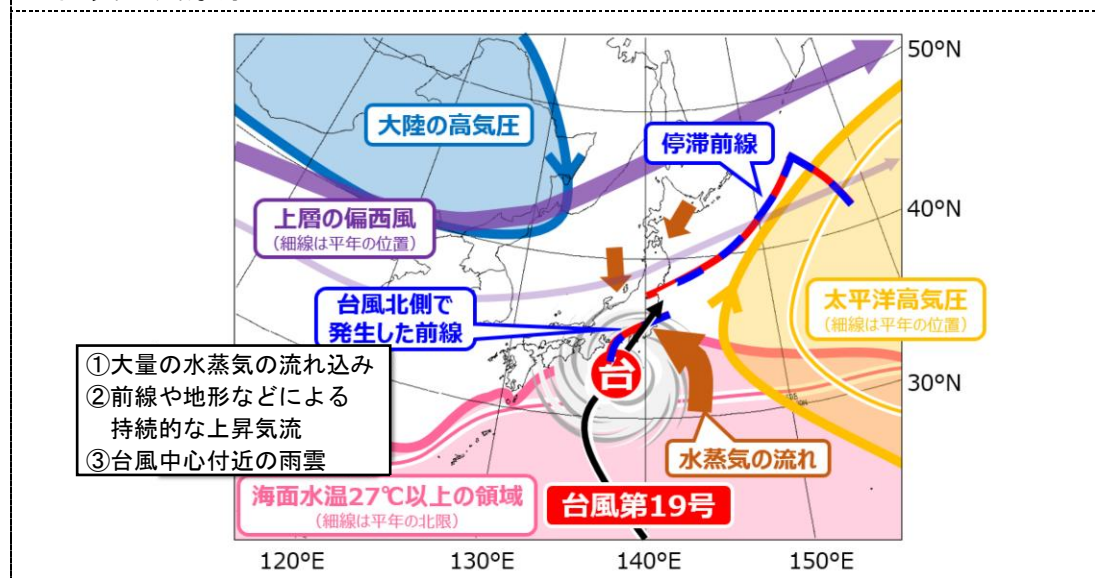 50°N
大陸の高気圧
停滞前線
上層の偏西風
(細線は平年の位置)
40°N
台風北側で
発生した前線
太平洋高気圧
(細線は平年の位置)
①大量の水蒸気の流れ込み
②前線や地形などによる
持続的な上昇気流
③台風中心付近の雨雲
台
30°N
水蒸気の流れ
海面水温27℃以上の領域
(細線は平年の北限)
台風第19号
120°E
130°E
140°E
150°E